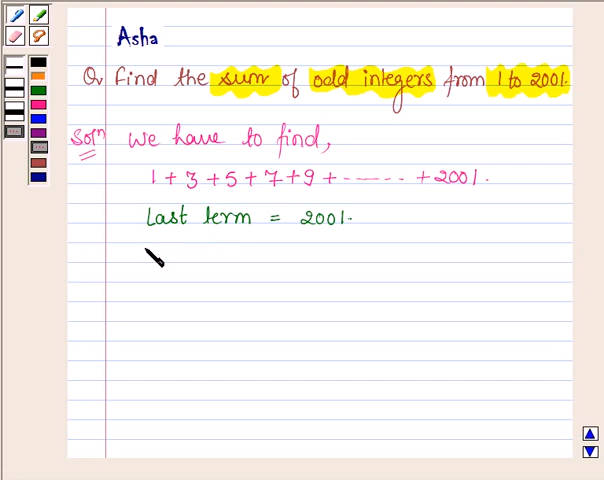 Asha
Q Find the sum of odd integers from 1 to 2001.
Soln We have to find,
1 + 3 + 5 + 7 + 9 + ------ + 2001.
Last term = 2001.